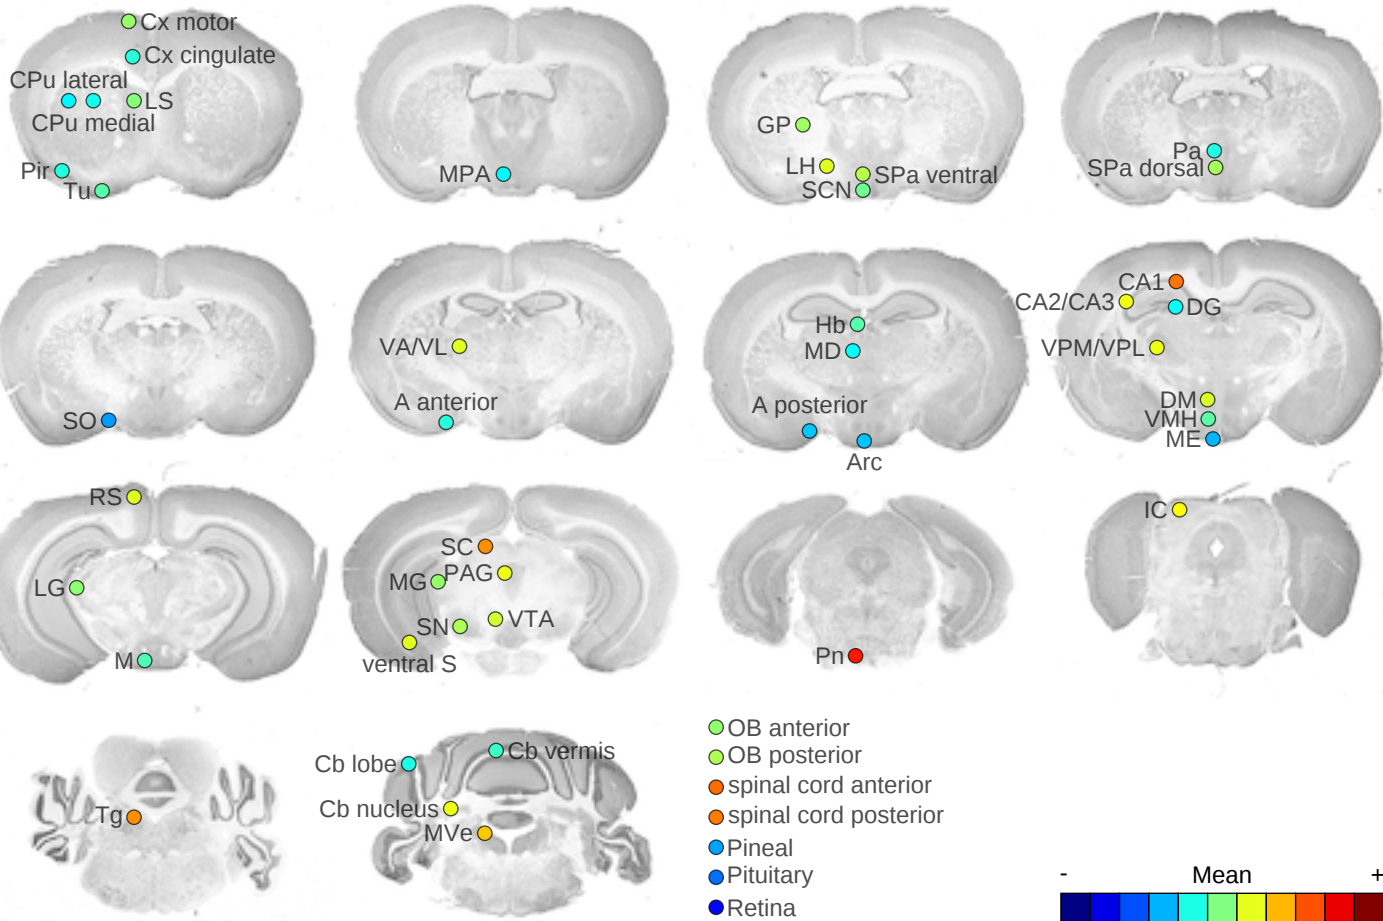 Cx motor
Cx cingulate
CPu lateral
LS
CPu medial
Pir
Tu
MPA
GP
LH
SPa ventral
SCN
Pa
SPa dorsal
SO
VA/VL
A anterior
Hb
MD
A posterior
Arc
CA1
CA2/CA3
DG
VPM/VPL
DM
VMH
ME
RS
LG
M
SC
PAG
MG
VTA
SN
ventral S
Pn
IC
Tg
Cb vermis
Cb lobe
Cb nucleus
MVe
OB anterior
OB posterior
spinal cord anterior
spinal cord posterior
Pineal
Pituitary
Retina
- Mean +